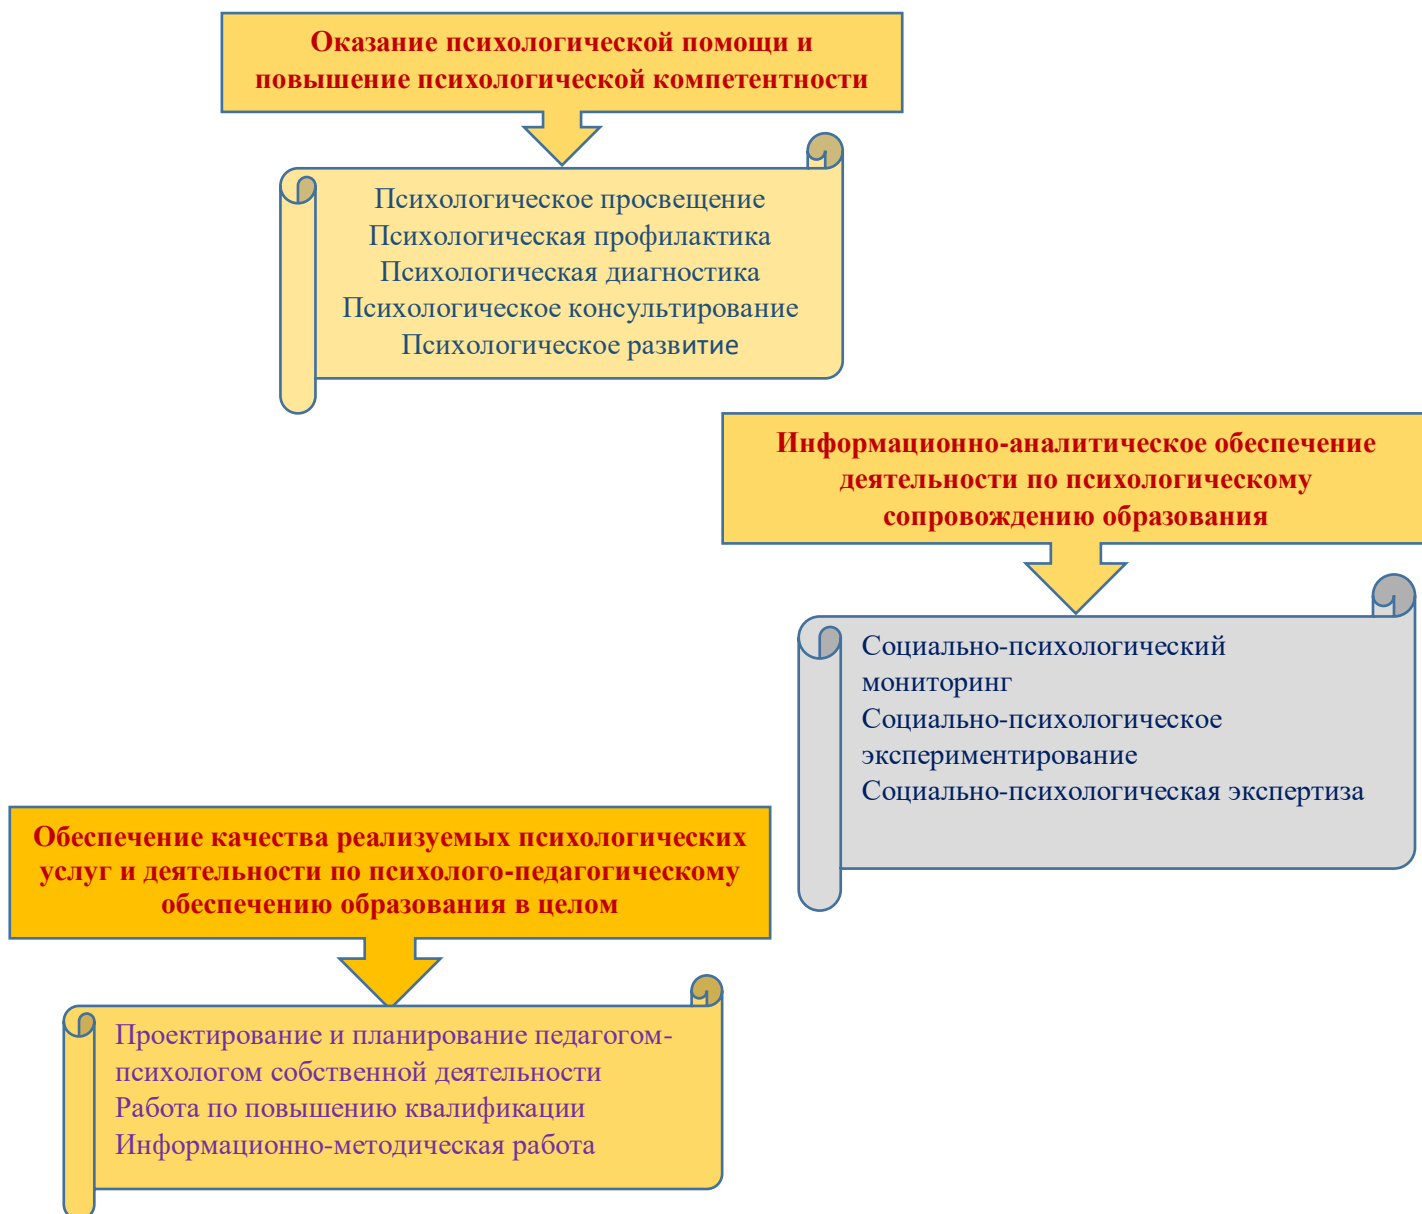 Оказание психологической помощи и
повышение психологической компетентности
Психологическое просвещение
Психологическая профилактика
Психологическая диагностика
Психологическое консультирование
Психологическое развитие
Информационно-аналитическое обеспечение
деятельности по психологическому
сопровождению образования
Социально-психологический
мониторинг
Социально-психологическое
экспериментирование
Социально-психологическая экспертиза
Обеспечение качества реализуемых психологических
услуг и деятельности по психолого-педагогическому
обеспечению образования в целом
Проектирование и планирование педагогом-
психологом собственной деятельности
Работа по повышению квалификации
Информационно-методическая работа